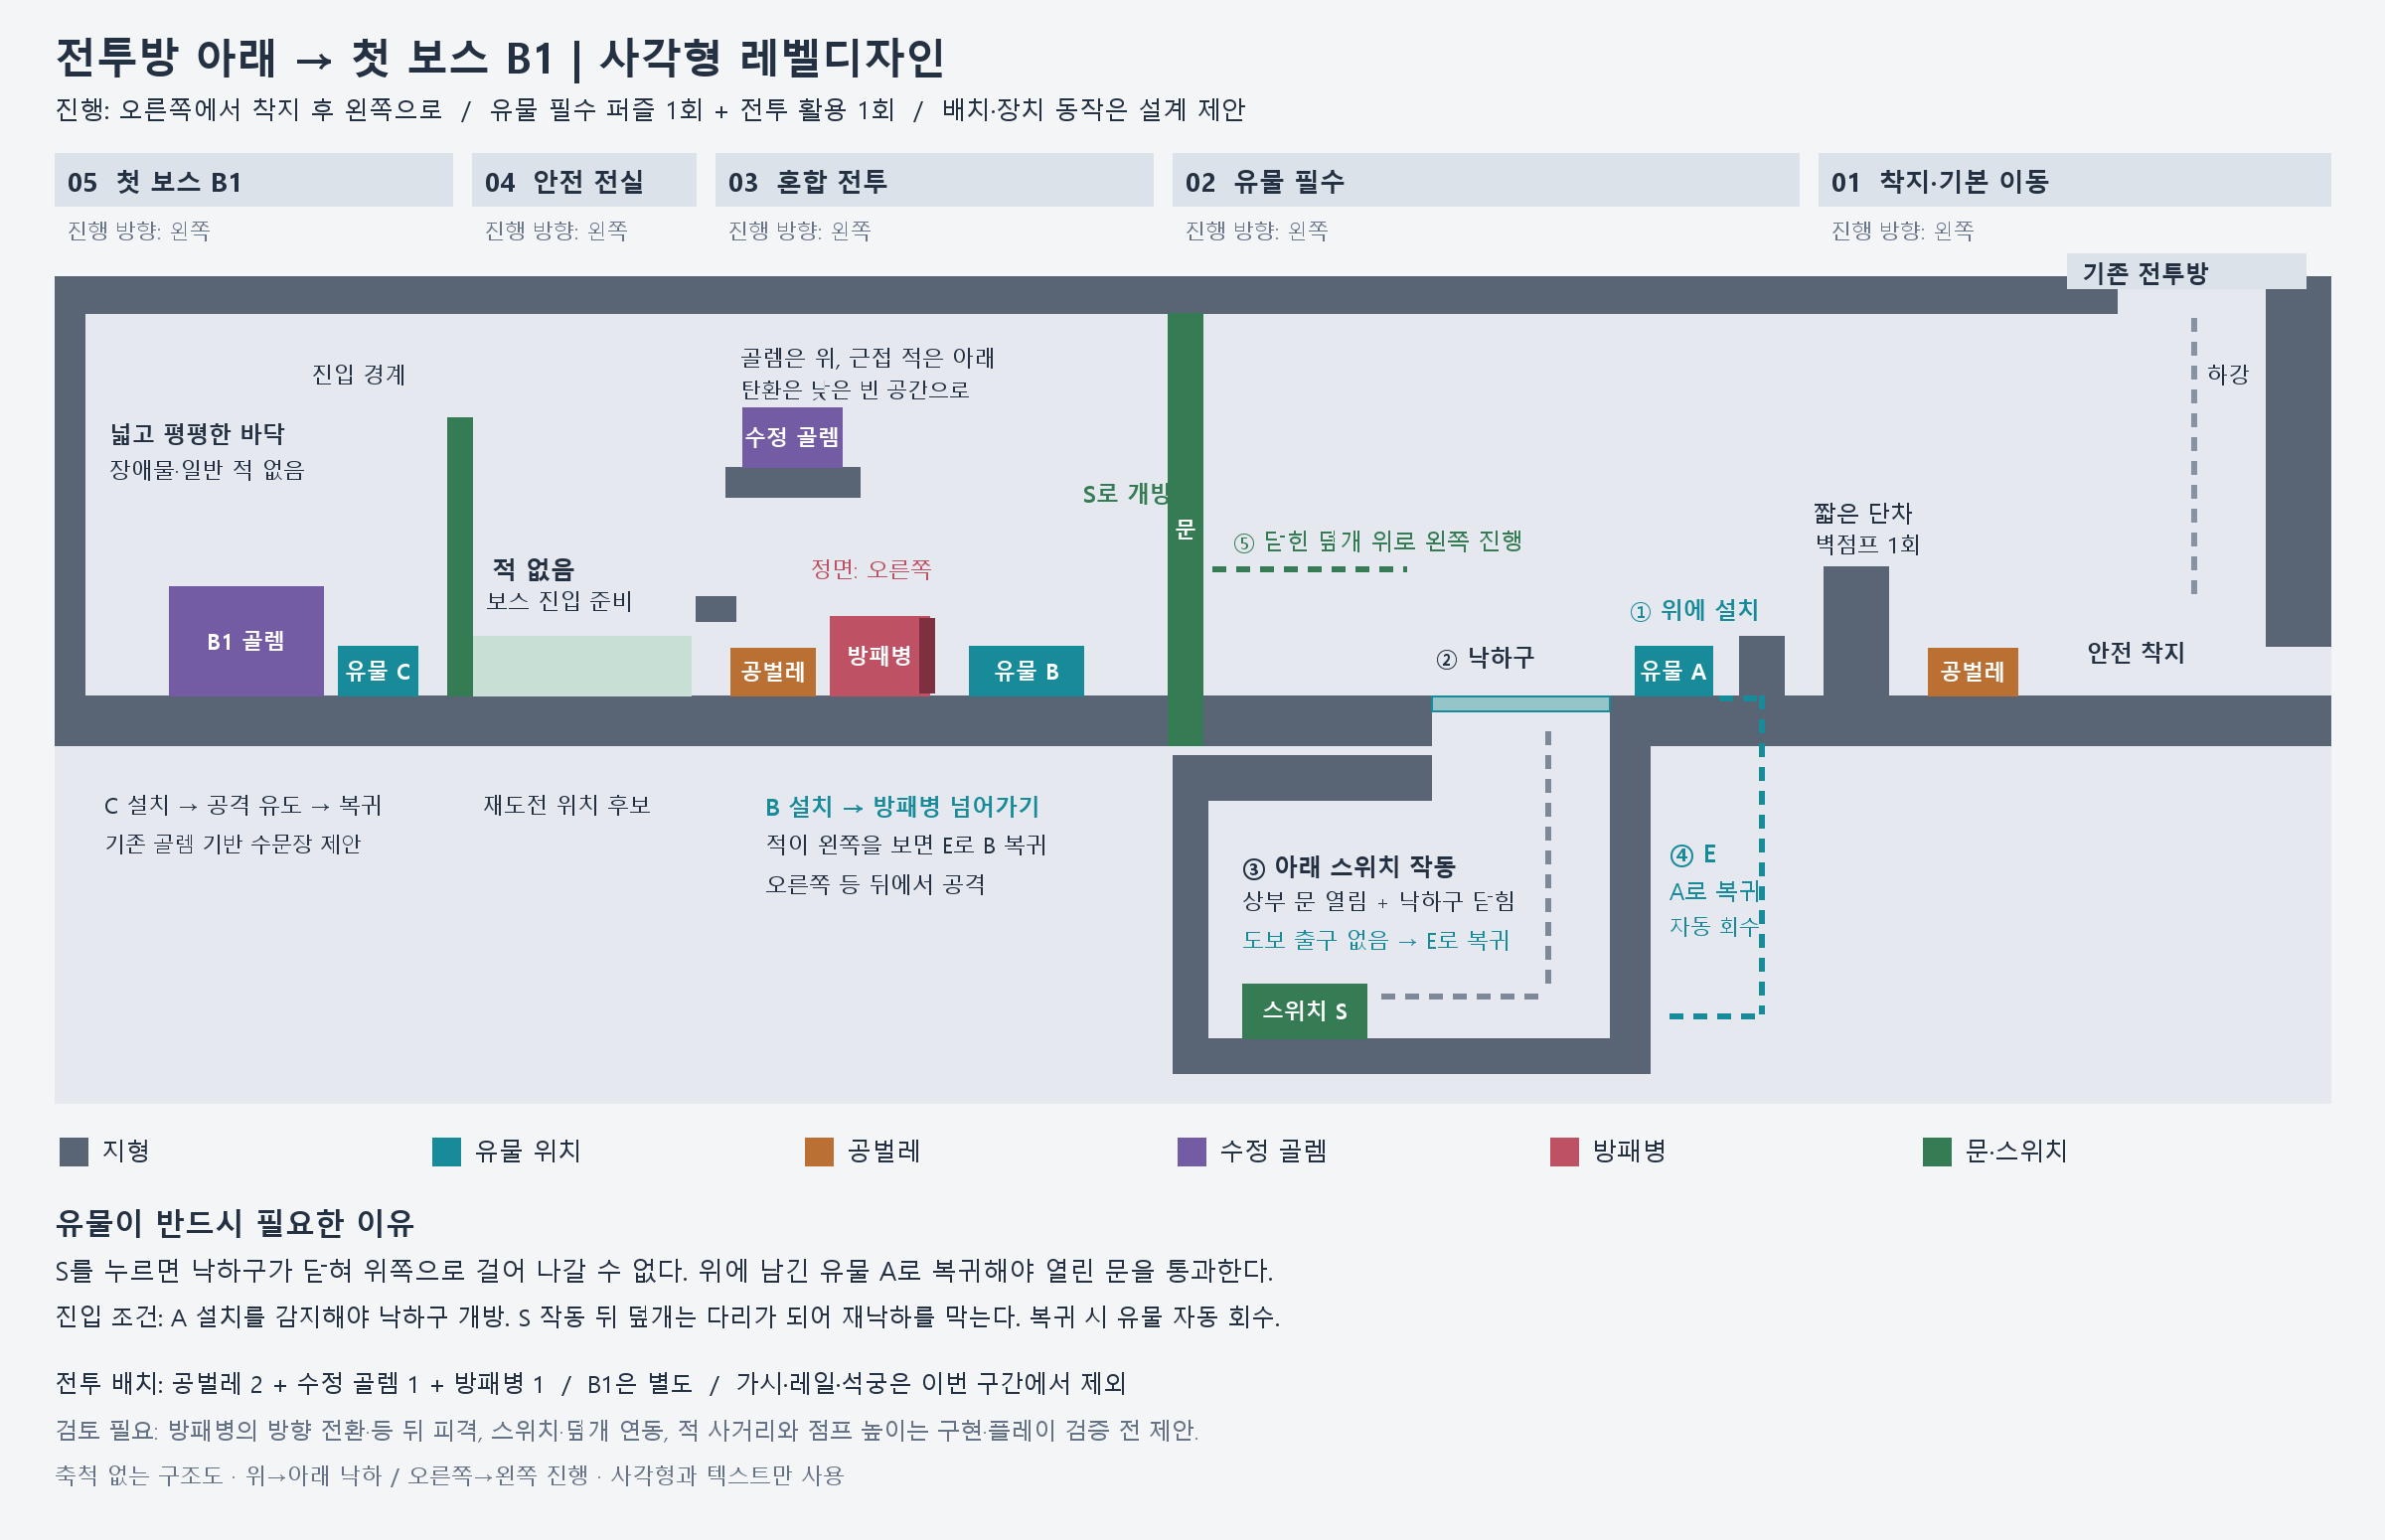 전투방 아래 → 첫 보스 B1 | 사각형 레벨디자인
진행: 오른쪽에서 착지 후 왼쪽으로 / 유물 필수 퍼즐 1회 + 전투 활용 1회 / 배치·장치 동작은 설계 제안
05 첫 보스 B1
04 안전 전실
03 혼합 전투
02 유물 필수
01 착지·기본 이동
진행 방향: 왼쪽
진행 방향: 왼쪽
진행 방향: 왼쪽
진행 방향: 왼쪽
진행 방향: 왼쪽
기존 전투방
진입 경계
골렘은 위, 근접 적은 아래
탄환은 낮은 빈 공간으로
하강
넓고 평평한 바닥
장애물·일반 적 없음
수정 골렘
S로 개방
문
⑤ 닫힌 덮개 위로 왼쪽 진행
짧은 단차
벽점프 1회
적 없음
보스 진입 준비
정면: 오른쪽
① 위에 설치
B1 골렘
유물 C
공벌레
방패병
유물 B
② 낙하구
유물 A
공벌레
안전 착지
C 설치 → 공격 유도 → 복귀
기존 골렘 기반 수문장 제안
재도전 위치 후보
B 설치 → 방패병 넘어가기
적이 왼쪽을 보면 E로 B 복귀
오른쪽 등 뒤에서 공격
③ 아래 스위치 작동
상부 문 열림 + 낙하구 닫힘
도보 출구 없음 → E로 복귀
스위치 S
④ E
A로 복귀
자동 회수
지형
유물 위치
공벌레
수정 골렘
방패병
문·스위치
유물이 반드시 필요한 이유
S를 누르면 낙하구가 닫혀 위쪽으로 걸어 나갈 수 없다. 위에 남긴 유물 A로 복귀해야 열린 문을 통과한다.
진입 조건: A 설치를 감지해야 낙하구 개방. S 작동 뒤 덮개는 다리가 되어 재낙하를 막는다. 복귀 시 유물 자동 회수.
전투 배치: 공벌레 2 + 수정 골렘 1 + 방패병 1 / B1은 별도 / 가시·레일·석궁은 이번 구간에서 제외
검토 필요: 방패병의 방향 전환·등 뒤 피격, 스위치·덮개 연동, 적 사거리와 점프 높이는 구현·플레이 검증 전 제안.
축척 없는 구조도 · 위→아래 낙하 / 오른쪽→왼쪽 진행 · 사각형과 텍스트만 사용